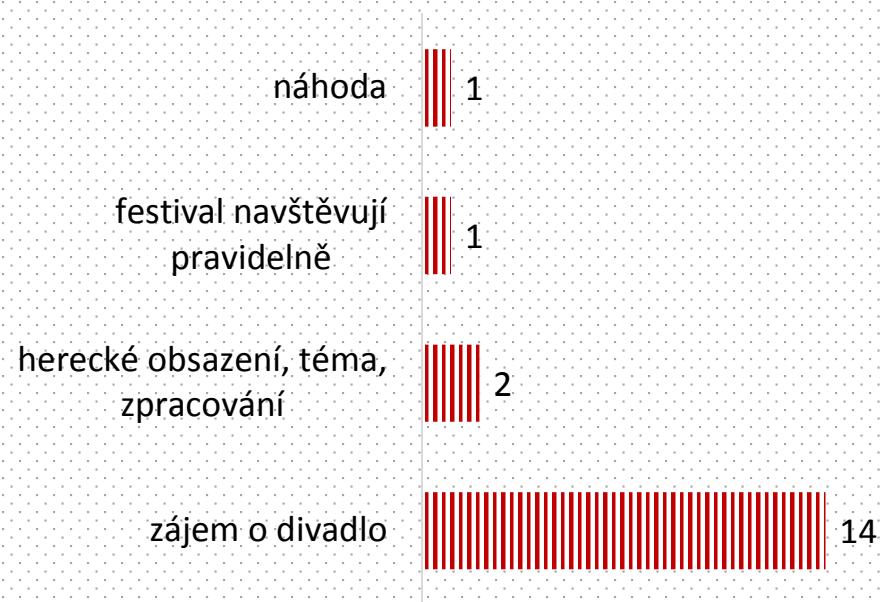 náhoda
1
festival navštěvují
pravidelně
1
herecké obsazení, téma,
zpracování
2
zájem o divadlo
14